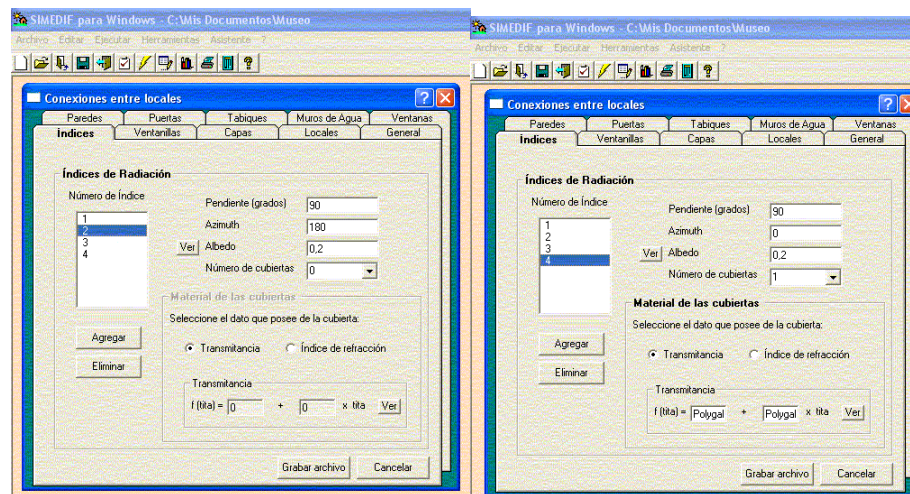 SIMEDIF para Windows - C:\Mis Documentos\Museo
Archivo Editar Ejecutar Herramientas Asistente ?
Conexiones entre locales
Paredes Puertas Tabiques Muros de Agua Ventanas
Índices Ventanillas Capas Locales General
Índices de Radiación
Número de Índice
1
2
3
4
Pendiente (grados) 90
Azimuth 180
Ver Albedo 0,2
Número de cubiertas 0
Material de las cubiertas
Seleccione el dato que posee de la cubierta:
Transmitancia Índice de refracción
Transmitancia
f (tita) = 0 + 0 x tita Ver
Agregar
Eliminar
Grabar archivo Cancelar
SIMEDIF para Windows - C:\Mis Documentos\Museo
Archivo Editar Ejecutar Herramientas Asistente ?
Conexiones entre locales
Paredes Puertas Tabiques Muros de Agua Ventanas
Índices Ventanillas Capas Locales General
Índices de Radiación
Número de Índice
1
2
3
4
Pendiente (grados) 90
Azimuth 0
Ver Albedo 0,2
Número de cubiertas 1
Material de las cubiertas
Seleccione el dato que posee de la cubierta:
Transmitancia Índice de refracción
Transmitancia
f (tita) = Polygal + Polygal x tita Ver
Agregar
Eliminar
Grabar archivo Cancelar